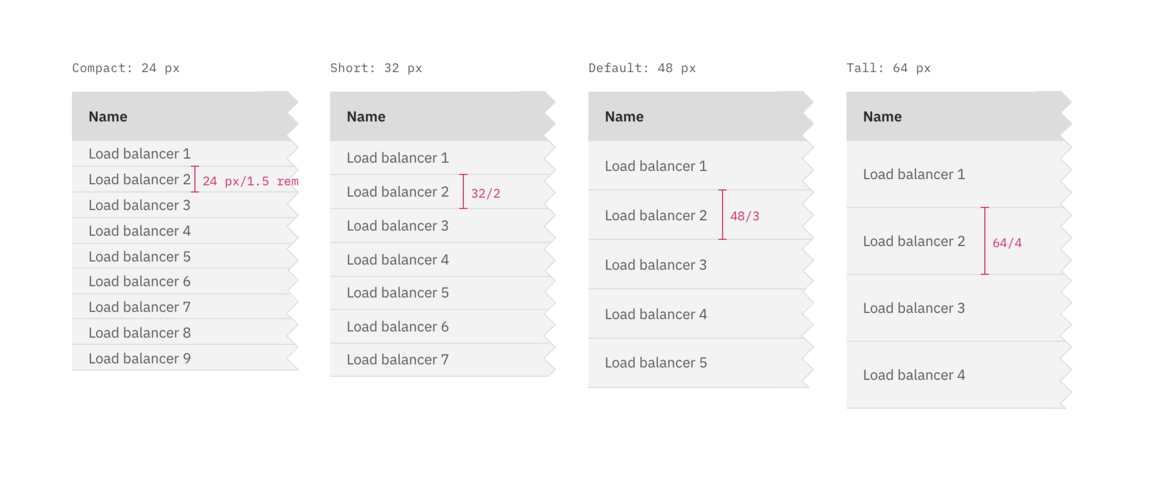 Compact: 24 px
Name
Load balancer 1
Load balancer 2
24 px/1.5 rem
Load balancer 3
Load balancer 4
Load balancer 5
Load balancer 6
Load balancer 7
Load balancer 8
Load balancer 9
Short: 32 px
Name
Load balancer 1
Load balancer 2
32/2
Load balancer 3
Load balancer 4
Load balancer 5
Load balancer 6
Load balancer 7
Default: 48 px
Name
Load balancer 1
Load balancer 2
48/3
Load balancer 3
Load balancer 4
Load balancer 5
Tall: 64 px
Name
Load balancer 1
Load balancer 2
64/4
Load balancer 3
Load balancer 4